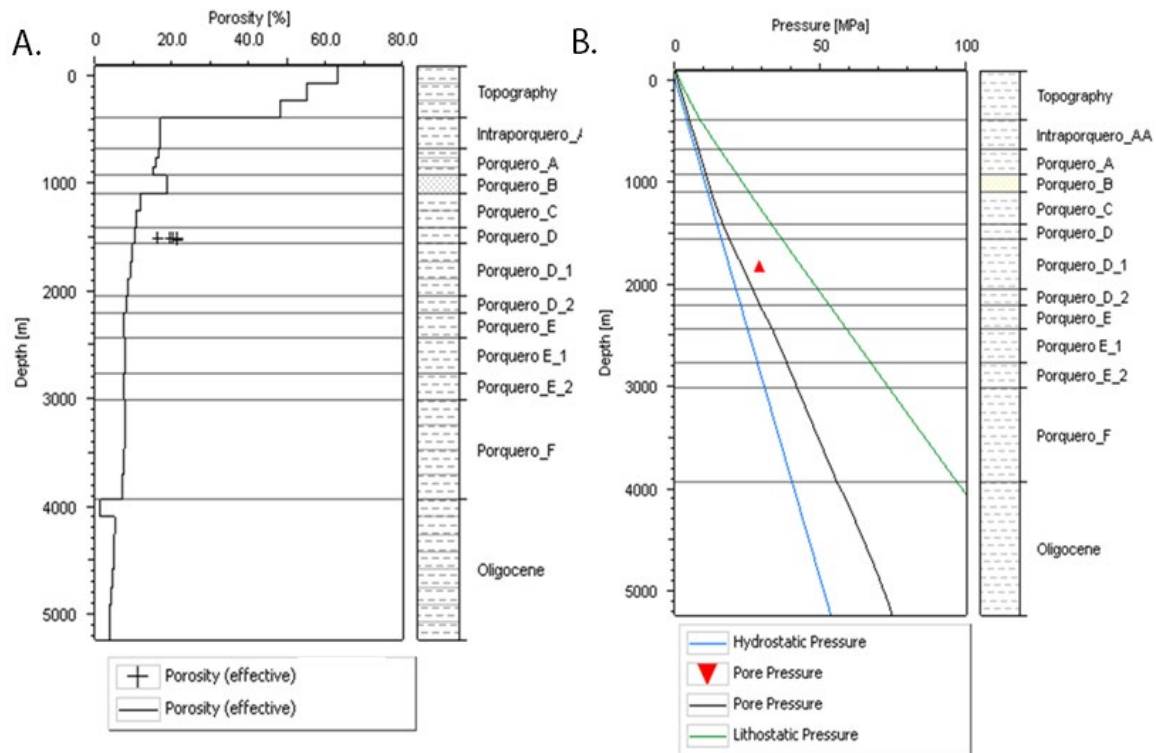 A.
Porosity [%]
0 20.0 40.0 60.0 80.0
Depth [m]
0
1000
2000
3000
4000
5000
Topography
Intraporquero_A
Porquero_A
Porquero_B
Porquero_C
Porquero_D
Porquero_D_1
Porquero_D_2
Porquero_E
Porquero E_1
Porquero_E_2
Porquero_F
Oligocene
Porosity (effective)
Porosity (effective)
B.
Pressure [MPa]
0 50 100
Depth [m]
0
1000
2000
3000
4000
5000
Topography
Intraporquero_AA
Porquero_A
Porquero_B
Porquero_C
Porquero_D
Porquero_D_1
Porquero_D_2
Porquero_E
Porquero E_1
Porquero_E_2
Porquero_F
Oligocene
Hydrostatic Pressure
Pore Pressure
Pore Pressure
Lithostatic Pressure